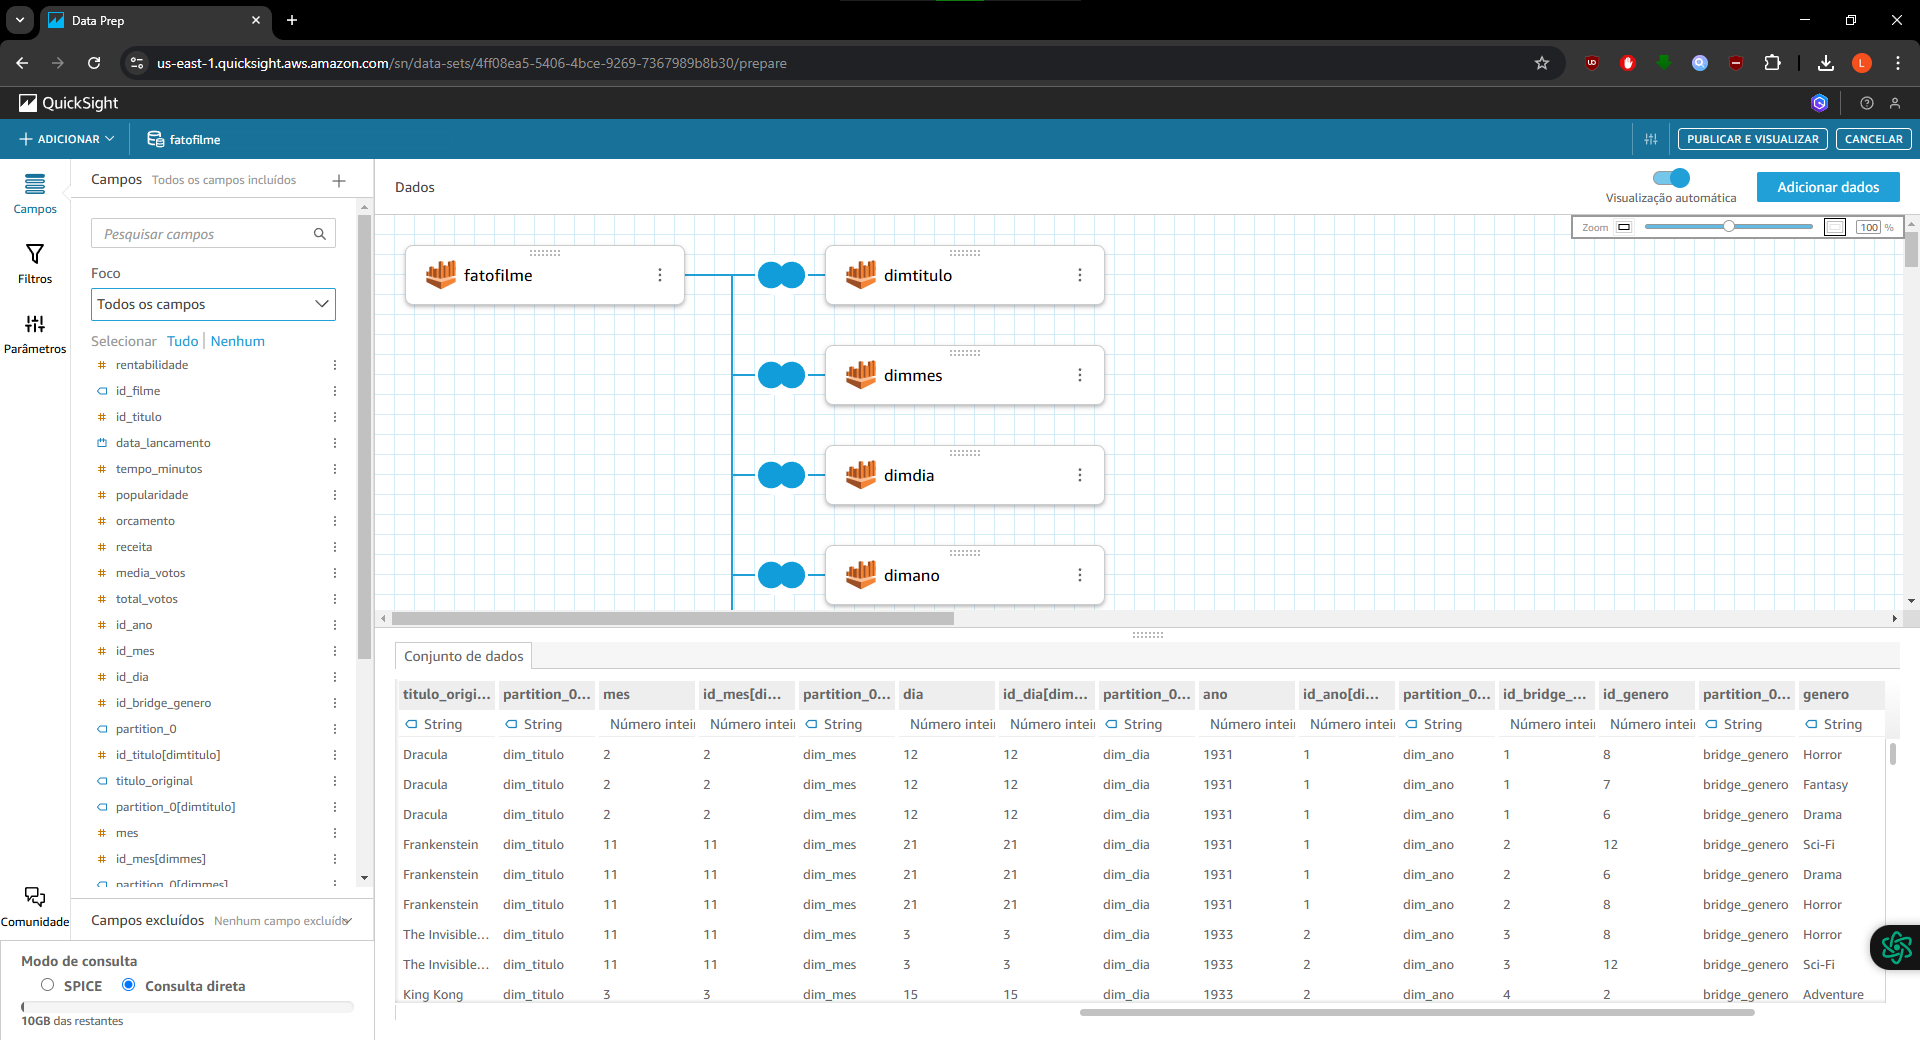 Data Prep
us-east-1.quicksight.aws.amazon.com/sn/data-sets/4ff08ea5-5406-4bce-9269-7367989b8b30/prepare
L
QuickSight
ADICIONAR
fatofilme
PUBLICAR E VISUALIZAR
CANCELAR
Campos
Filtros
Parâmetros
Comunidade
Campos Todos os campos incluídos
Pesquisar campos
Foco
Todos os campos
Selecionar Tudo Nenhum
rentabilidade
id_filme
id_titulo
data_lancamento
tempo_minutos
popularidade
orcamento
receita
media_votos
total_votos
id_ano
id_mes
id_dia
id_bridge_genero
partition_0
id_titulo[dimtitulo]
titulo_original
partition_0[dimtitulo]
mes
id_mes[dimmes]
partition_0[dimmes]
Campos excluídos Nenhum campo excluído
Modo de consulta
SPICE Consulta direta
10GB das restantes
Dados
Visualização automática
Adicionar dados
Zoom 100 %
fatofilme
dimtitulo
dimmes
dimdia
dimano
Conjunto de dados
titulo_origi... partition_0... mes id_mes[di... partition_0... dia id_dia[dim... partition_0... ano id_ano[di... partition_0... id_bridge_... id_genero partition_0... genero
String String Número intei Número intei String Número intei Número intei String Número intei Número intei String Número intei Número intei String String
Dracula dim_titulo 2 2 dim_mes 12 12 dim_dia 1931 1 dim_ano 1 8 bridge_genero Horror
Dracula dim_titulo 2 2 dim_mes 12 12 dim_dia 1931 1 dim_ano 1 7 bridge_genero Fantasy
Dracula dim_titulo 2 2 dim_mes 12 12 dim_dia 1931 1 dim_ano 1 6 bridge_genero Drama
Frankenstein dim_titulo 11 11 dim_mes 21 21 dim_dia 1931 1 dim_ano 2 12 bridge_genero Sci-Fi
Frankenstein dim_titulo 11 11 dim_mes 21 21 dim_dia 1931 1 dim_ano 2 6 bridge_genero Drama
Frankenstein dim_titulo 11 11 dim_mes 21 21 dim_dia 1931 1 dim_ano 2 8 bridge_genero Horror
The Invisible... dim_titulo 11 11 dim_mes 3 3 dim_dia 1933 2 dim_ano 3 8 bridge_genero Horror
The Invisible... dim_titulo 11 11 dim_mes 3 3 dim_dia 1933 2 dim_ano 3 12 bridge_genero Sci-Fi
King Kong dim_titulo 3 3 dim_mes 15 15 dim_dia 1933 2 dim_ano 4 2 bridge_genero Adventure